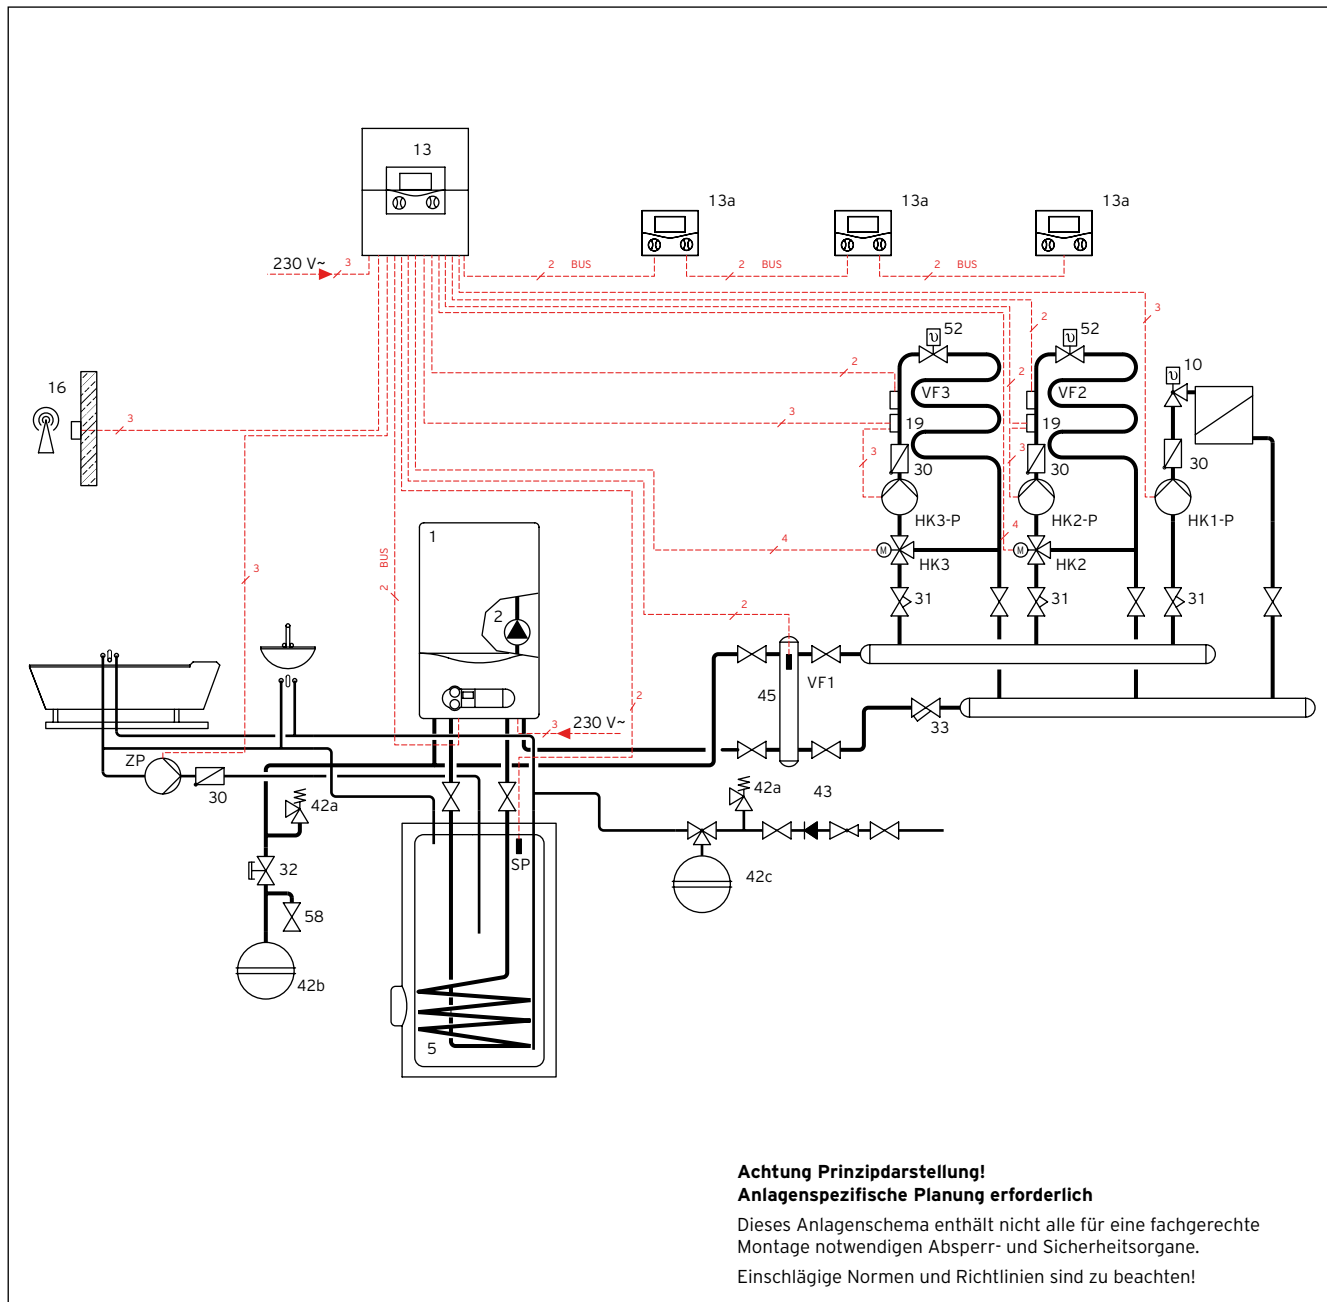 13
13a
13a
13a
230 V~
3
2 BUS
2 BUS
2 BUS
2
3
52
52
10
υ
υ
υ
2
2
16
VF3
VF2
3
3
19
19
3
3
30
30
30
HK3-P
HK2-P
HK1-P
1
4
4
M
M
HK3
HK2
2 BUS
3
31
31
31
2
2
45
VF1
2
3
230 V~
33
ZP
30
42a
42a
43
32
SP
42c
58
42b
5
Achtung Prinzipdarstellung!
Anlagenspezifische Planung erforderlich
Dieses Anlagenschema enthält nicht alle für eine fachgerechte
Montage notwendigen Absperr- und Sicherheitsorgane.
Einschlägige Normen und Richtlinien sind zu beachten!